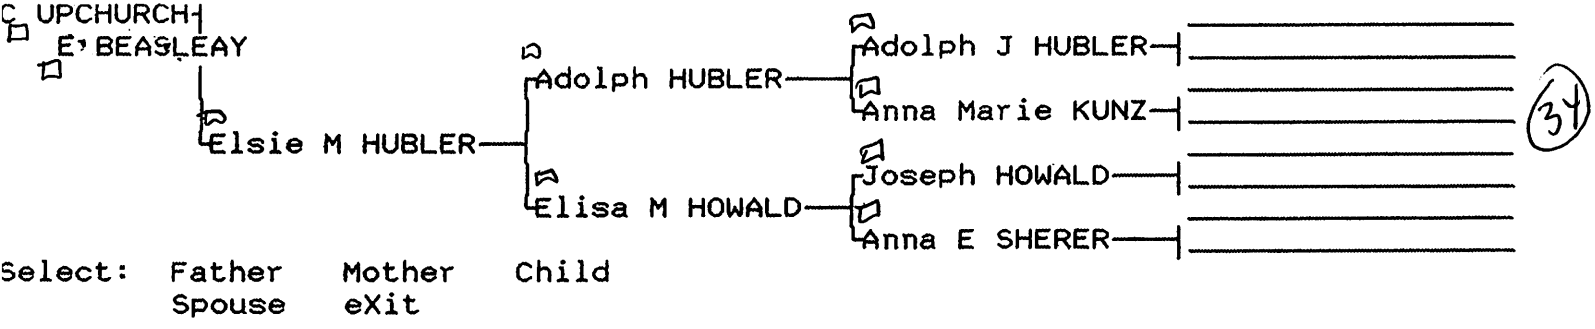 C UPCHURCH
E BEASLEAY
Adolph J HUBLER
Adolph HUBLER
Anna Marie KUNZ
34
Elsie M HUBLER
Joseph HOWALD
Elisa M HOWALD
Anna E SHERER
Select: Father Mother Child
Spouse eXit